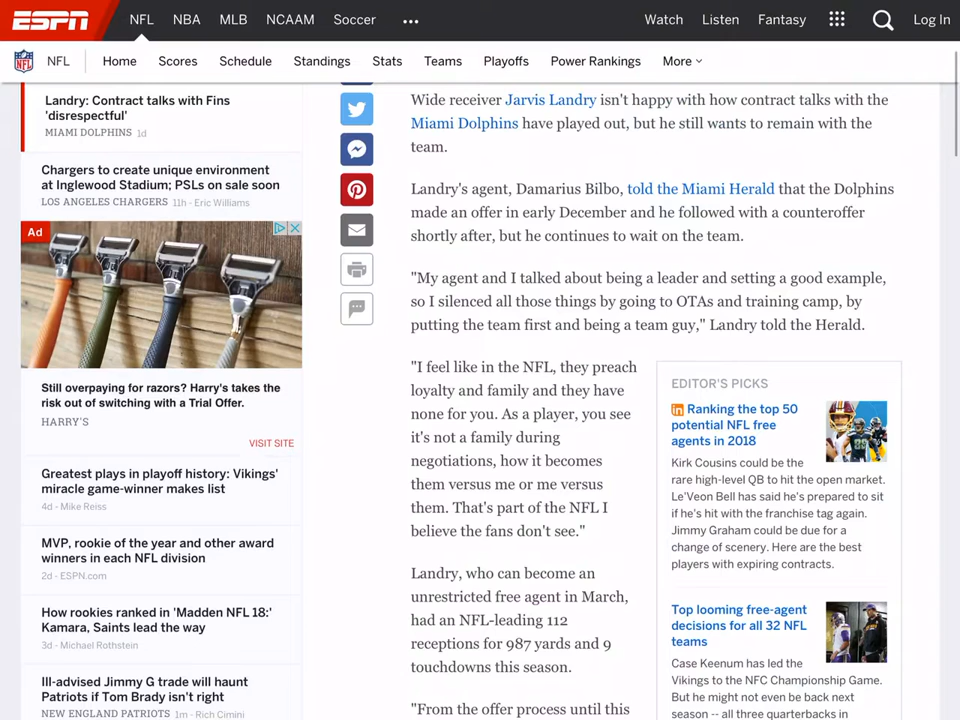 ESPN
NFL NBA MLB NCAAM Soccer ••• Watch Listen Fantasy Log In
NFL Home Scores Schedule Standings Stats Teams Playoffs Power Rankings More
Landry: Contract talks with Fins
'disrespectful'
MIAMI DOLPHINS 1d
Chargers to create unique environment
at Inglewood Stadium; PSLs on sale soon
LOS ANGELES CHARGERS 11h - Eric Williams
Ad
Still overpaying for razors? Harry's takes the
risk out of switching with a Trial Offer.
HARRY'S
VISIT SITE
Greatest plays in playoff history: Vikings'
miracle game-winner makes list
4d - Mike Reiss
MVP, rookie of the year and other award
winners in each NFL division
2d - ESPN.com
How rookies ranked in 'Madden NFL 18:'
Kamara, Saints lead the way
3d - Michael Rothstein
Ill-advised Jimmy G trade will haunt
Patriots if Tom Brady isn't right
NEW ENGLAND PATRIOTS 1m - Rich Cimini
Wide receiver Jarvis Landry isn't happy with how contract talks with the
Miami Dolphins have played out, but he still wants to remain with the
team.
Landry's agent, Damarius Bilbo, told the Miami Herald that the Dolphins
made an offer in early December and he followed with a counteroffer
shortly after, but he continues to wait on the team.
"My agent and I talked about being a leader and setting a good example,
so I silenced all those things by going to OTAs and training camp, by
putting the team first and being a team guy," Landry told the Herald.
"I feel like in the NFL, they preach
loyalty and family and they have
none for you. As a player, you see
it's not a family during
negotiations, how it becomes
them versus me or me versus
them. That's part of the NFL I
believe the fans don't see."
Landry, who can become an
unrestricted free agent in March,
had an NFL-leading 112
receptions for 987 yards and 9
touchdowns this season.
"From the offer process until this
EDITOR'S PICKS
in Ranking the top 50
potential NFL free
agents in 2018
Kirk Cousins could be the
rare high-level QB to hit the open market.
Le'Veon Bell has said he's prepared to sit
if he's hit with the franchise tag again.
Jimmy Graham could be due for a
change of scenery. Here are the best
players with expiring contracts.
Top looming free-agent
decisions for all 32 NFL
teams
Case Keenum has led the
Vikings to the NFC Championship Game.
But he might not even be back next
season -- all three quarterbacks in